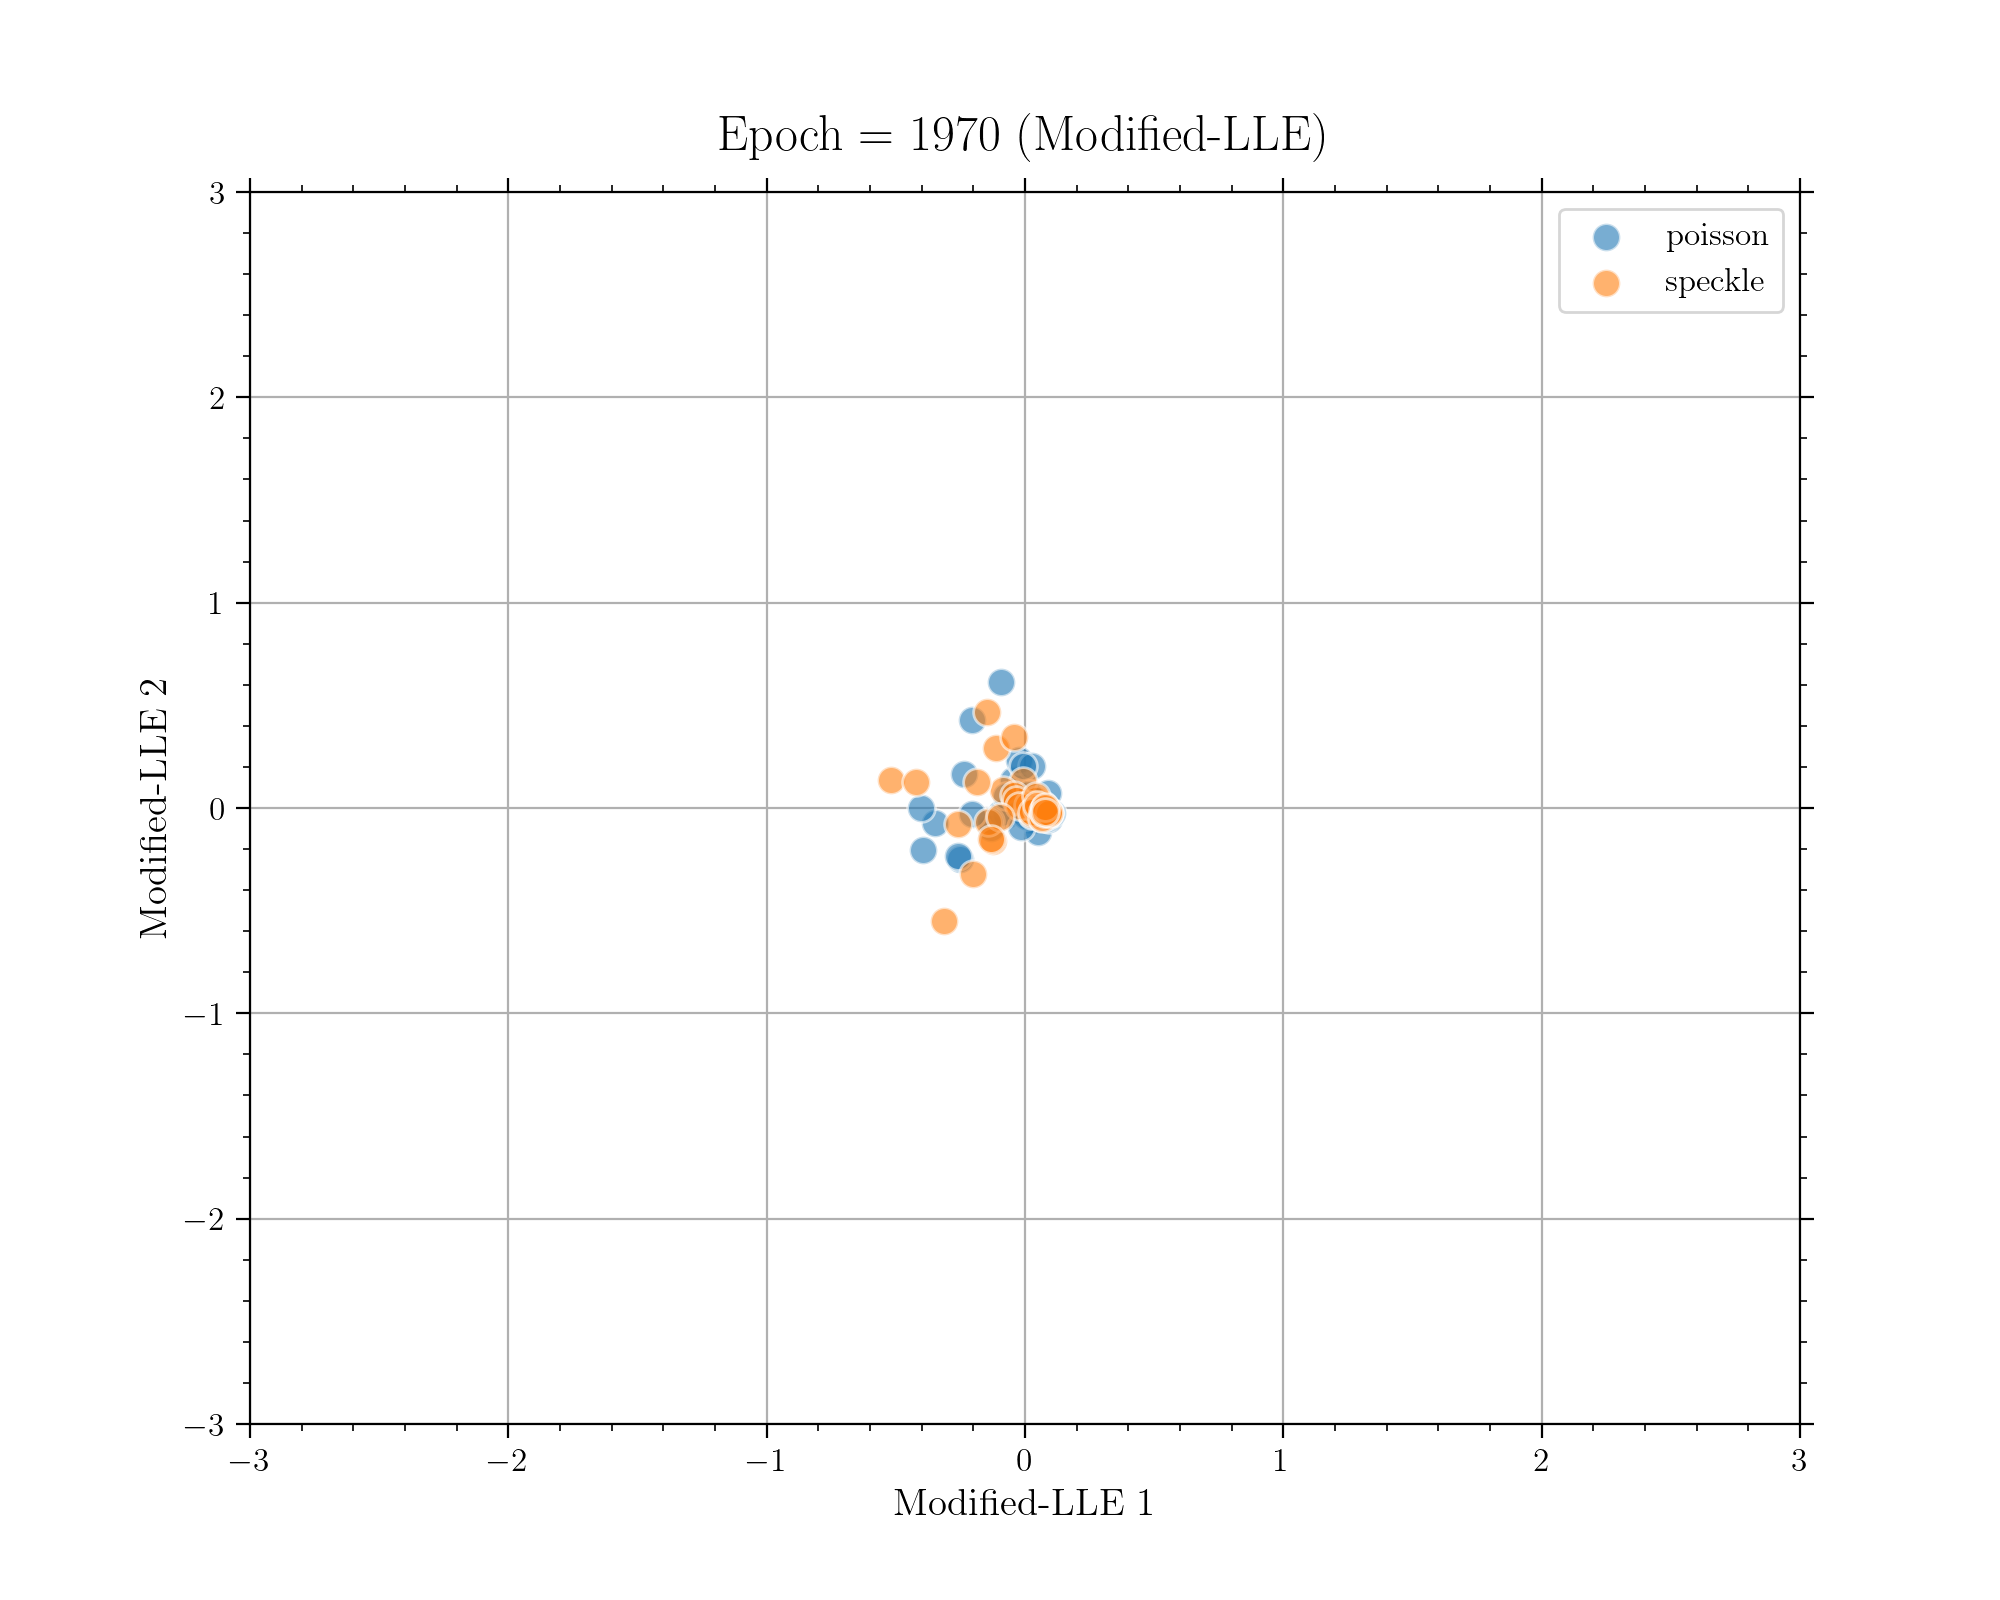 Epoch = 1970 (Modified-LLE)
poisson
speckle
3
2
1
0
−1
−2
−3
Modified-LLE 2
−3
−2
−1
0
1
2
3
Modified-LLE 1